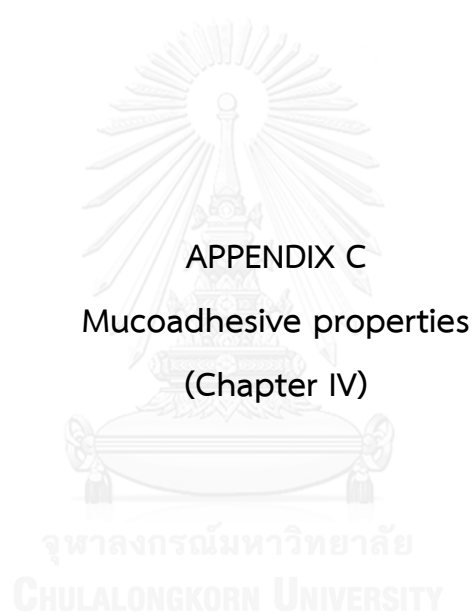 APPENDIX C
Mucoadhesive properties
(Chapter IV)
จุฬาลงกรณ์มหาวิทยาลัย
CHULALONGKORN UNIVERSITY